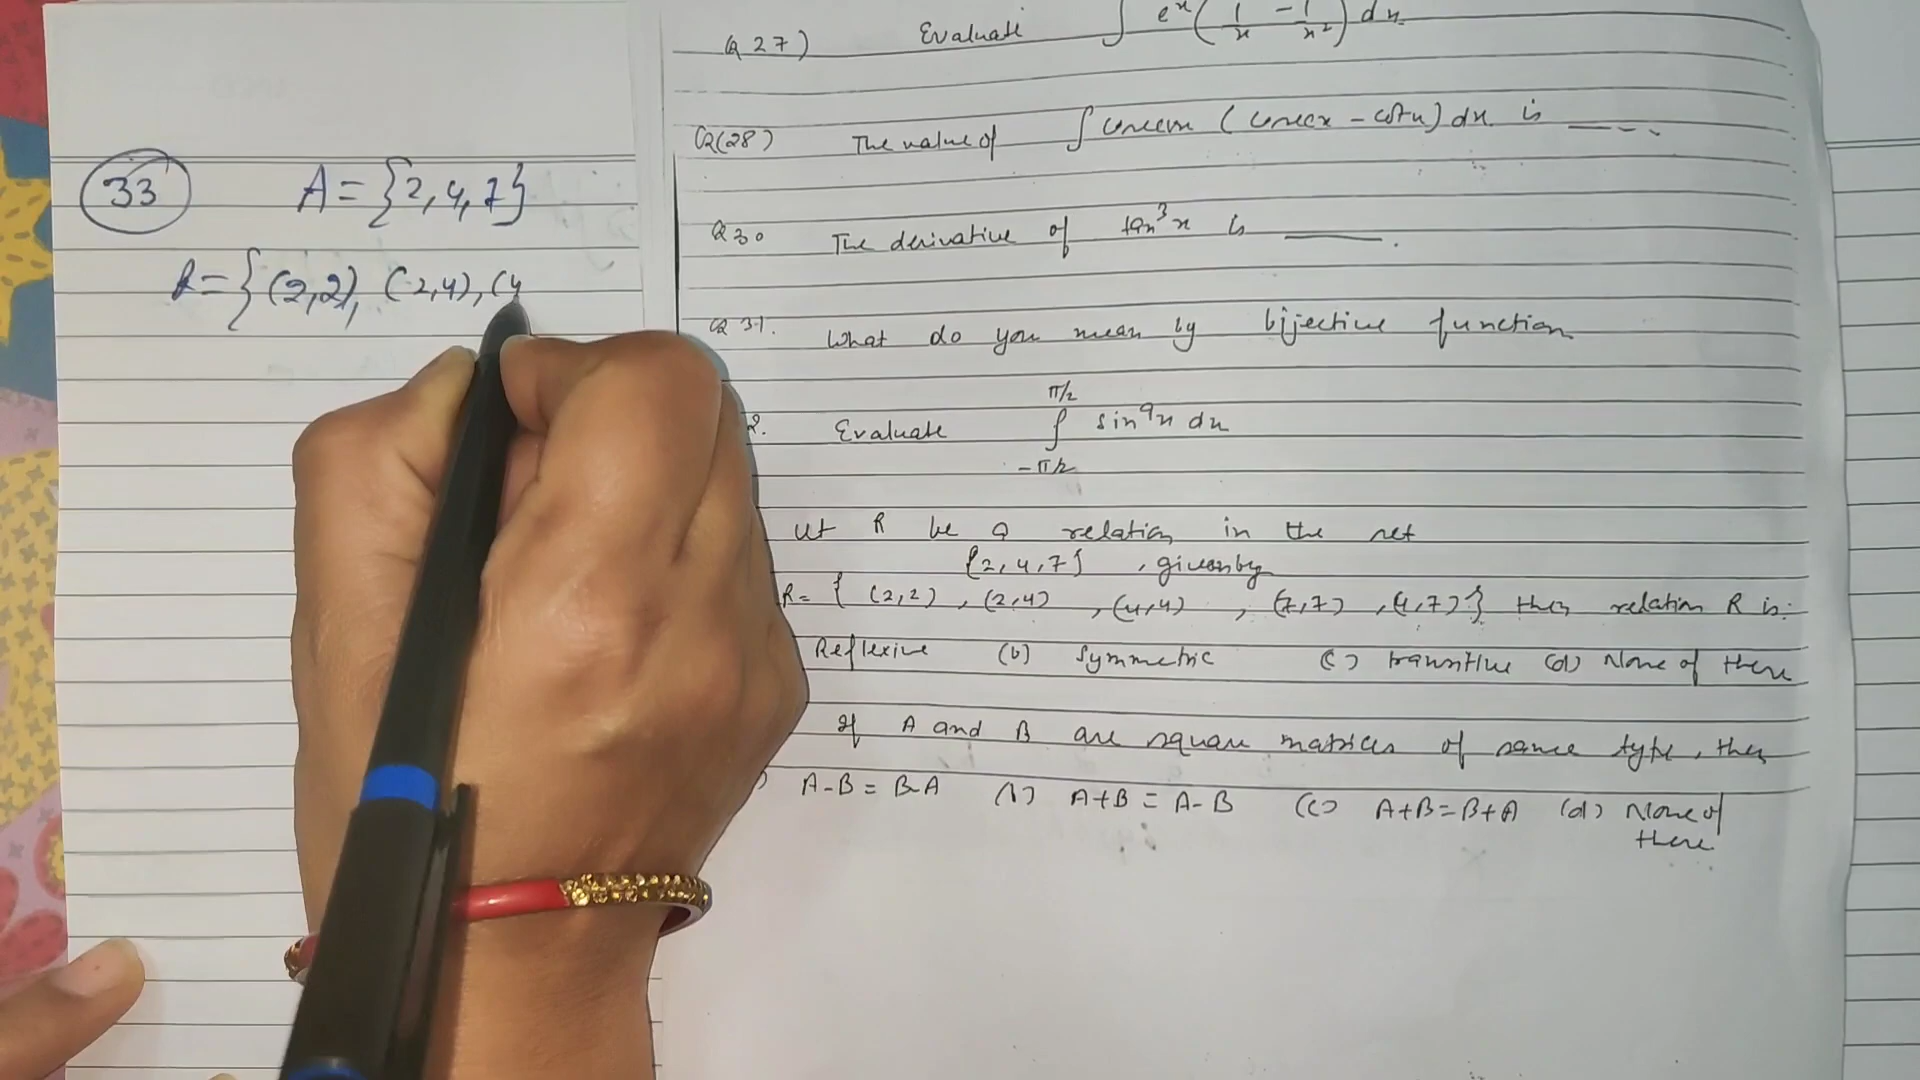 33 A = {2, 4, 7}
R = { (2,2), (2,4), (4
Q 27) Evaluate ∫ eˣ ( 1/x - 1/x² ) dx
Q(28) The value of ∫ cosecx ( cosecx - cotx) dx is ----
Q 30 The derivative of tan³x is ____.
Q 31. What do you mean by bijective function
2. Evaluate ∫ sin⁹x dx
π/2
-π/2
Let R be a relation in the set
{2, 4, 7} , given by
R = { (2,2) , (2,4) , (4,4) , (7,7) , (4,7) } then relation R is:
Reflexive (b) Symmetric (c) transitive (d) None of these
If A and B are square matrices of same type, then
) A-B = B-A (b) A+B = A-B (c) A+B=B+A (d) None of
these